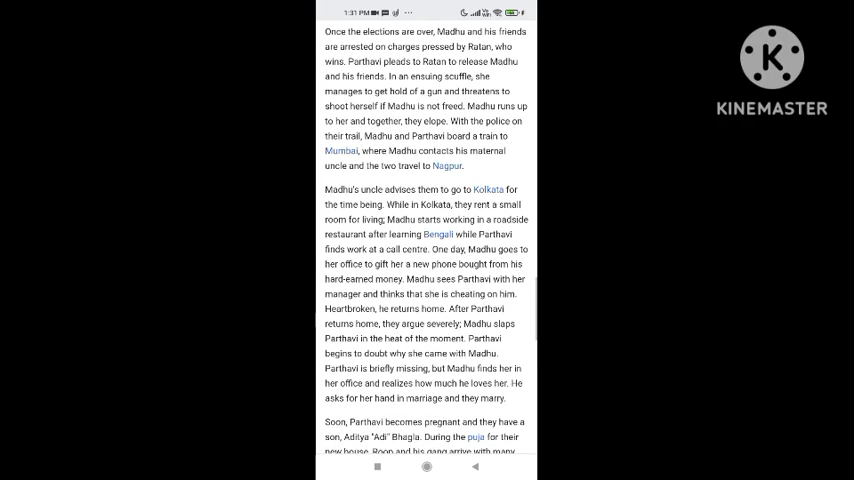 1:31 PM
Once the elections are over, Madhu and his friends
are arrested on charges pressed by Ratan, who
wins. Parthavi pleads to Ratan to release Madhu
and his friends. In an ensuing scuffle, she
manages to get hold of a gun and threatens to
shoot herself if Madhu is not freed. Madhu runs up
to her and together, they elope. With the police on
their trail, Madhu and Parthavi board a train to
Mumbai, where Madhu contacts his maternal
uncle and the two travel to Nagpur.
Madhu's uncle advises them to go to Kolkata for
the time being. While in Kolkata, they rent a small
room for living; Madhu starts working in a roadside
restaurant after learning Bengali while Parthavi
finds work at a call centre. One day, Madhu goes to
her office to gift her a new phone bought from his
hard-earned money. Madhu sees Parthavi with her
manager and thinks that she is cheating on him.
Heartbroken, he returns home. After Parthavi
returns home, they argue severely; Madhu slaps
Parthavi in the heat of the moment. Parthavi
begins to doubt why she came with Madhu.
Parthavi is briefly missing, but Madhu finds her in
her office and realizes how much he loves her. He
asks for her hand in marriage and they marry.
Soon, Parthavi becomes pregnant and they have a
son, Aditya "Adi" Bhagla. During the puja for their
new house, Roop and his gang arrive with many
K
KINEMASTER